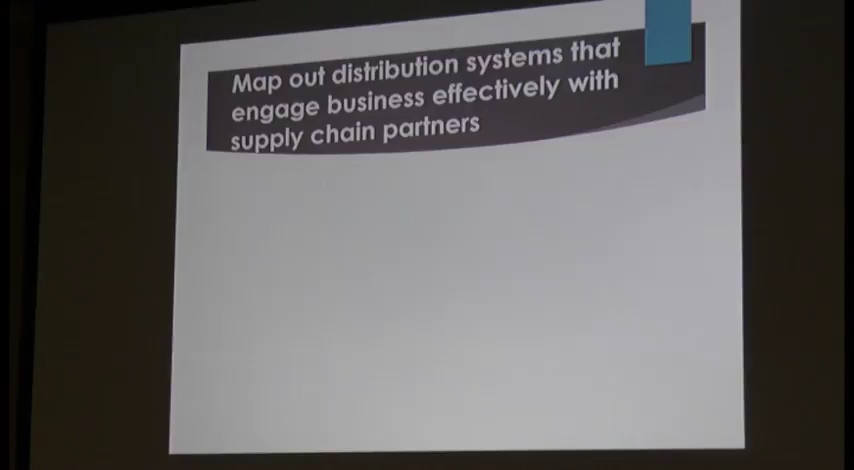 Map out distribution systems that
engage business effectively with
supply chain partners